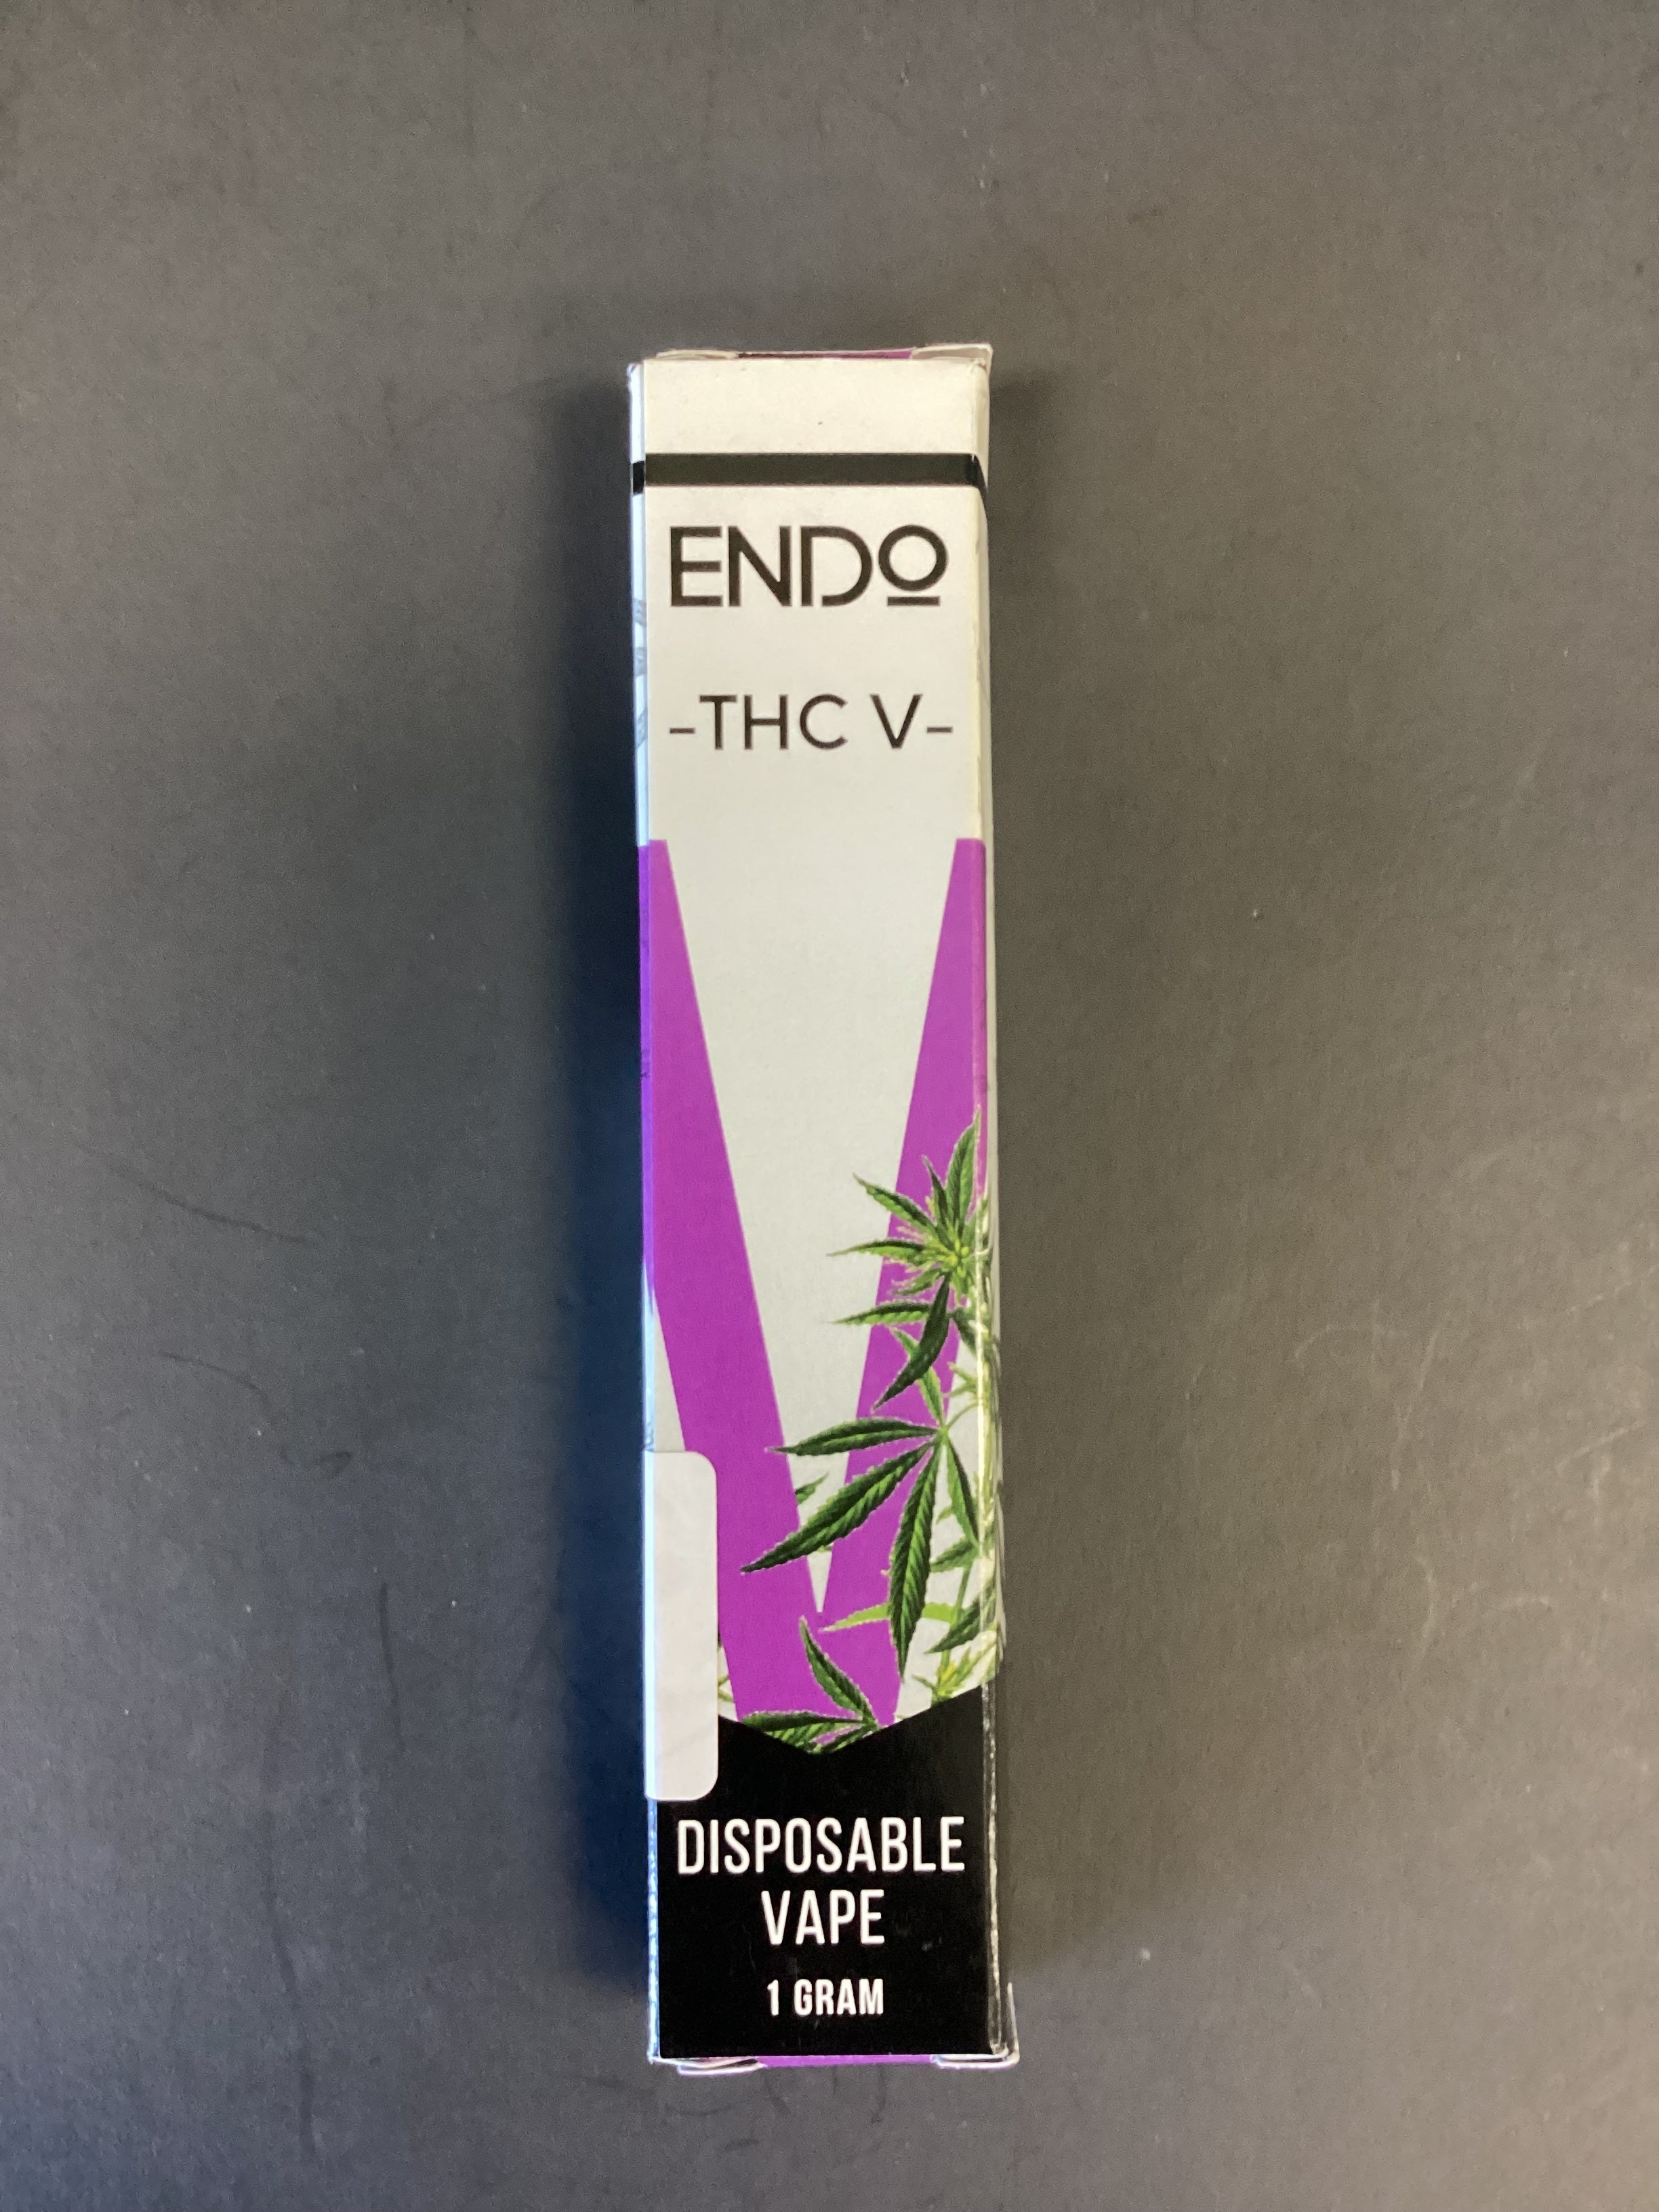 ENDO
-THC V-
DISPOSABLE
VAPE
1 GRAM